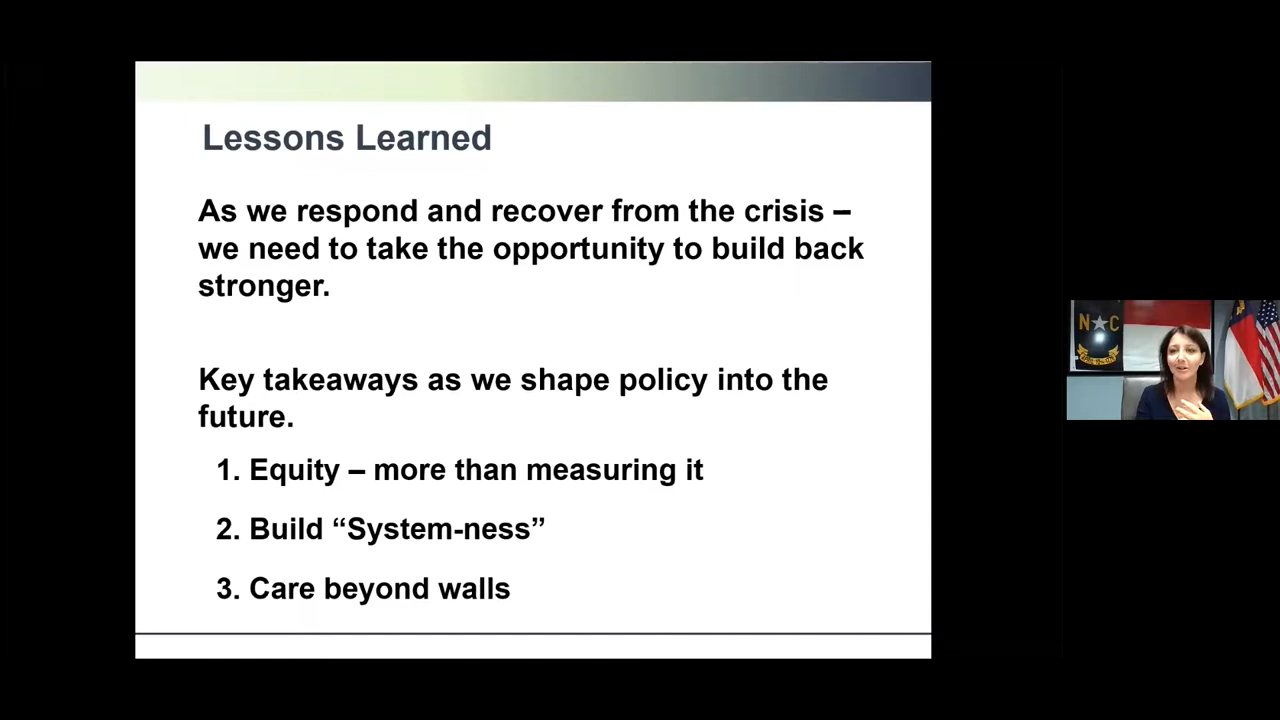 Lessons Learned
As we respond and recover from the crisis –
we need to take the opportunity to build back
stronger.
Key takeaways as we shape policy into the
future.
1. Equity – more than measuring it
2. Build “System-ness”
3. Care beyond walls
N C